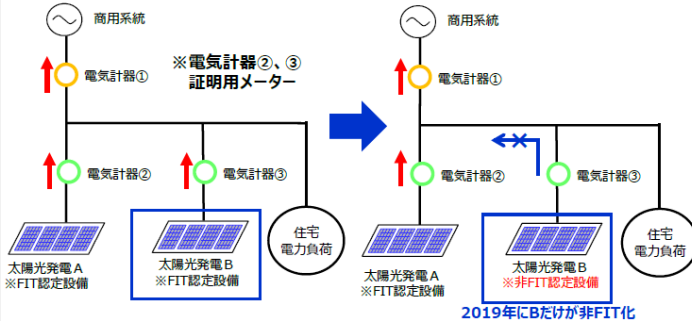 商用系統
電気計器①
※電気計器②、③
証明用メーター
電気計器②
電気計器③
太陽光発電A
※FIT認定設備
太陽光発電B
※FIT認定設備
住宅
電力負荷
商用系統
電気計器①
電気計器②
電気計器③
太陽光発電A
※FIT認定設備
太陽光発電B
※非FIT認定設備
住宅
電力負荷
2019年にBだけが非FIT化